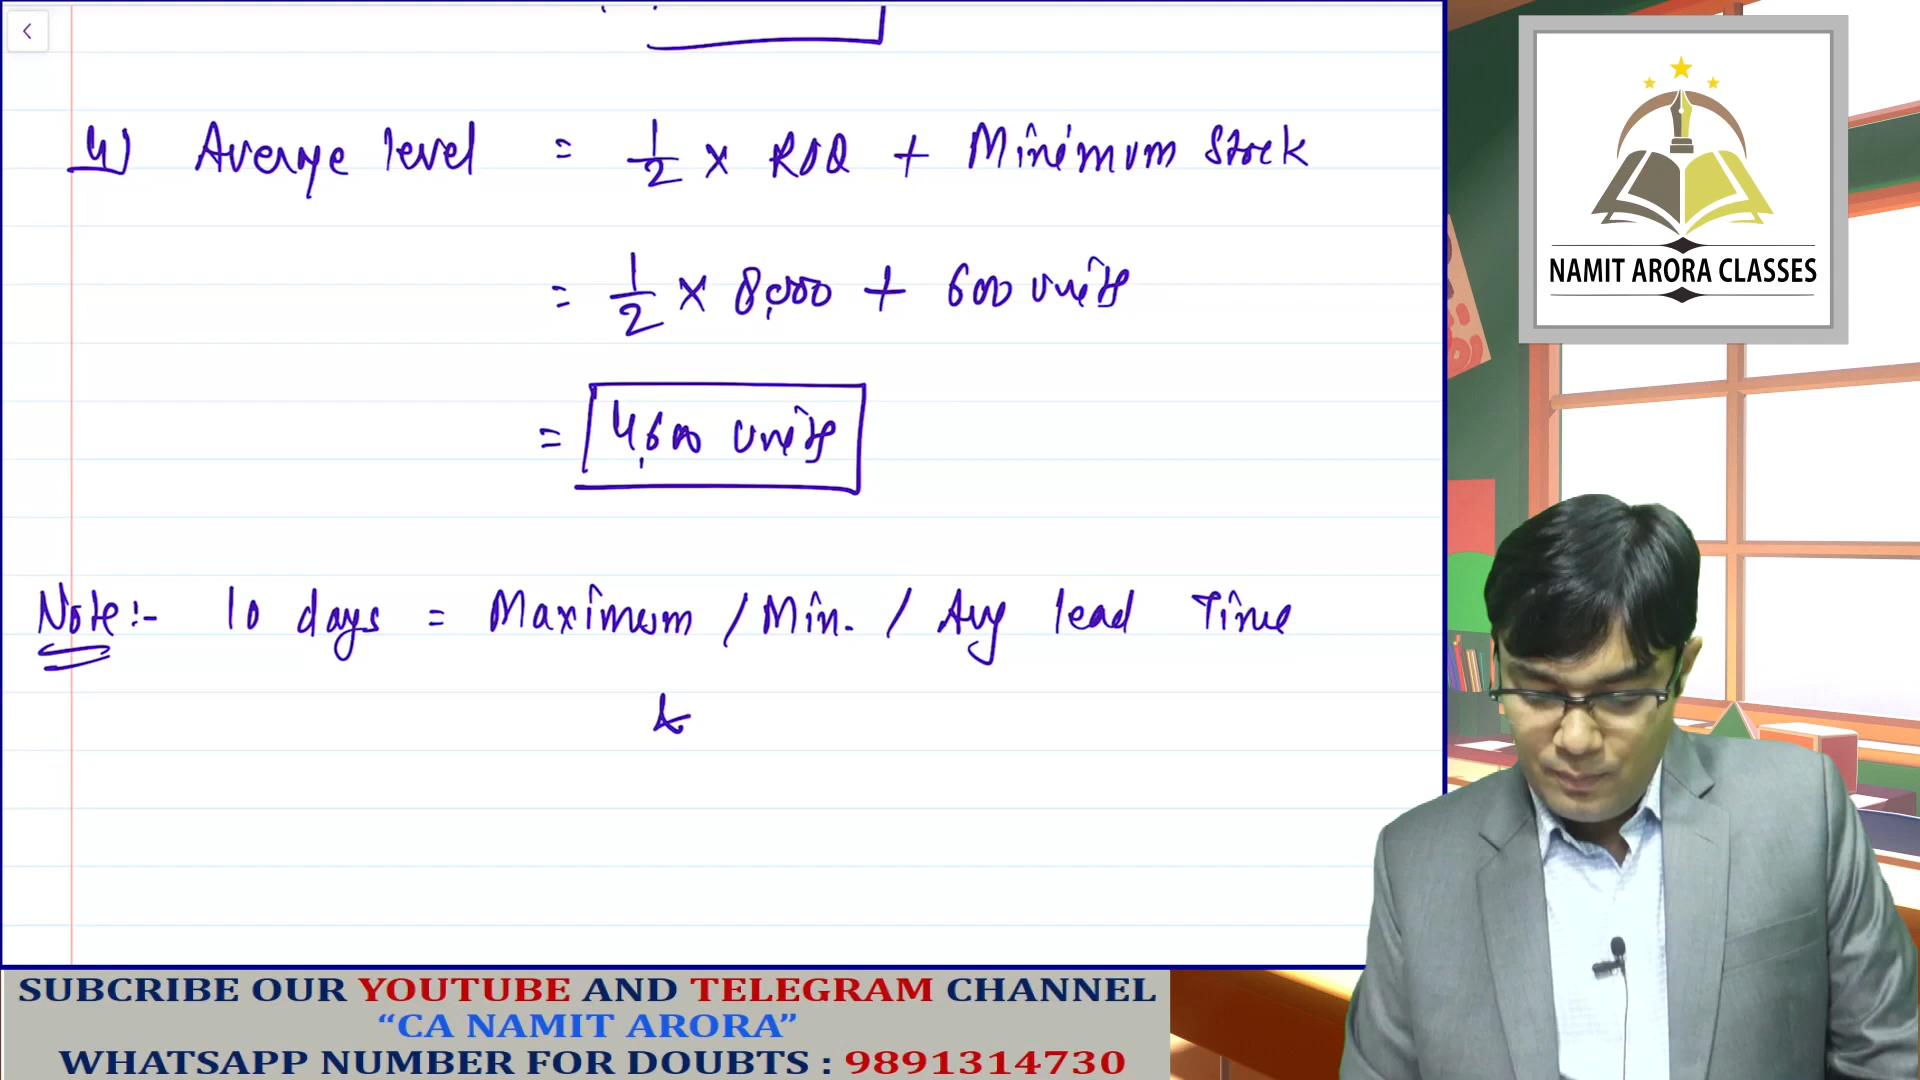 4) Average level = 1/2 × ROQ + Minimum Stock
= 1/2 × 8,000 + 600 units
= 4,600 units
Note:- 10 days = Maximum / Min. / Avg lead Time
NAMIT ARORA CLASSES
SUBCRIBE OUR YOUTUBE AND TELEGRAM CHANNEL
“CA NAMIT ARORA”
WHATSAPP NUMBER FOR DOUBTS : 9891314730